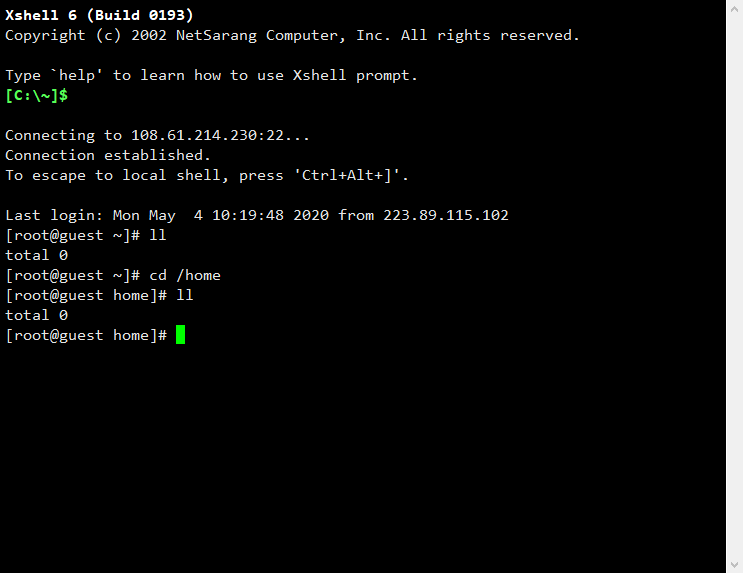 Xshell 6 (Build 0193)
Copyright (c) 2002 NetSarang Computer, Inc. All rights reserved.
Type `help' to learn how to use Xshell prompt.
[C:\~]$
Connecting to 108.61.214.230:22...
Connection established.
To escape to local shell, press 'Ctrl+Alt+]'.
Last login: Mon May  4 10:19:48 2020 from 223.89.115.102
[root@guest ~]# ll
total 0
[root@guest ~]# cd /home
[root@guest home]# ll
total 0
[root@guest home]#